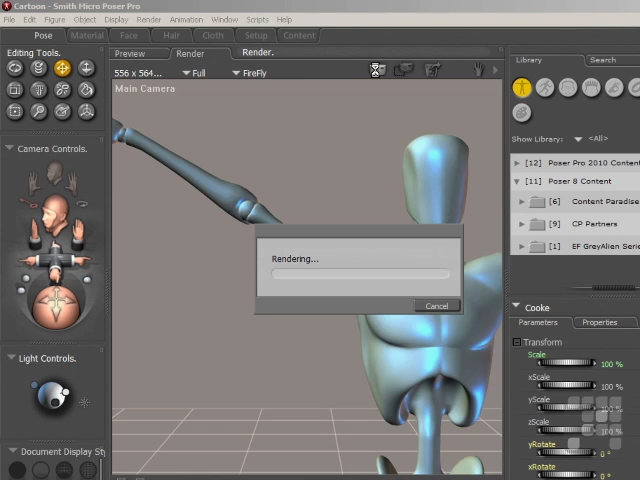 Cartoon - Smith Micro Poser Pro
File Edit Figure Object Display Render Animation Window Scripts Help
Pose Material Face Hair Cloth Setup Content
Editing Tools.
Preview Render Render.
556 x 564... Full FireFly
Main Camera
Camera Controls.
Light Controls.
Document Display Sty
Rendering...
Cancel
Library Search
Show Library: <All>
[12] Poser Pro 2010 Content
[11] Poser 8 Content
[6] Content Paradise
[9] CP Partners
[1] EF GreyAlien Serie
Cooke
Parameters Properties
Transform
Scale
100 %
xScale
100 %
yScale
100 %
zScale
100 %
yRotate
0 °
xRotate
0 °